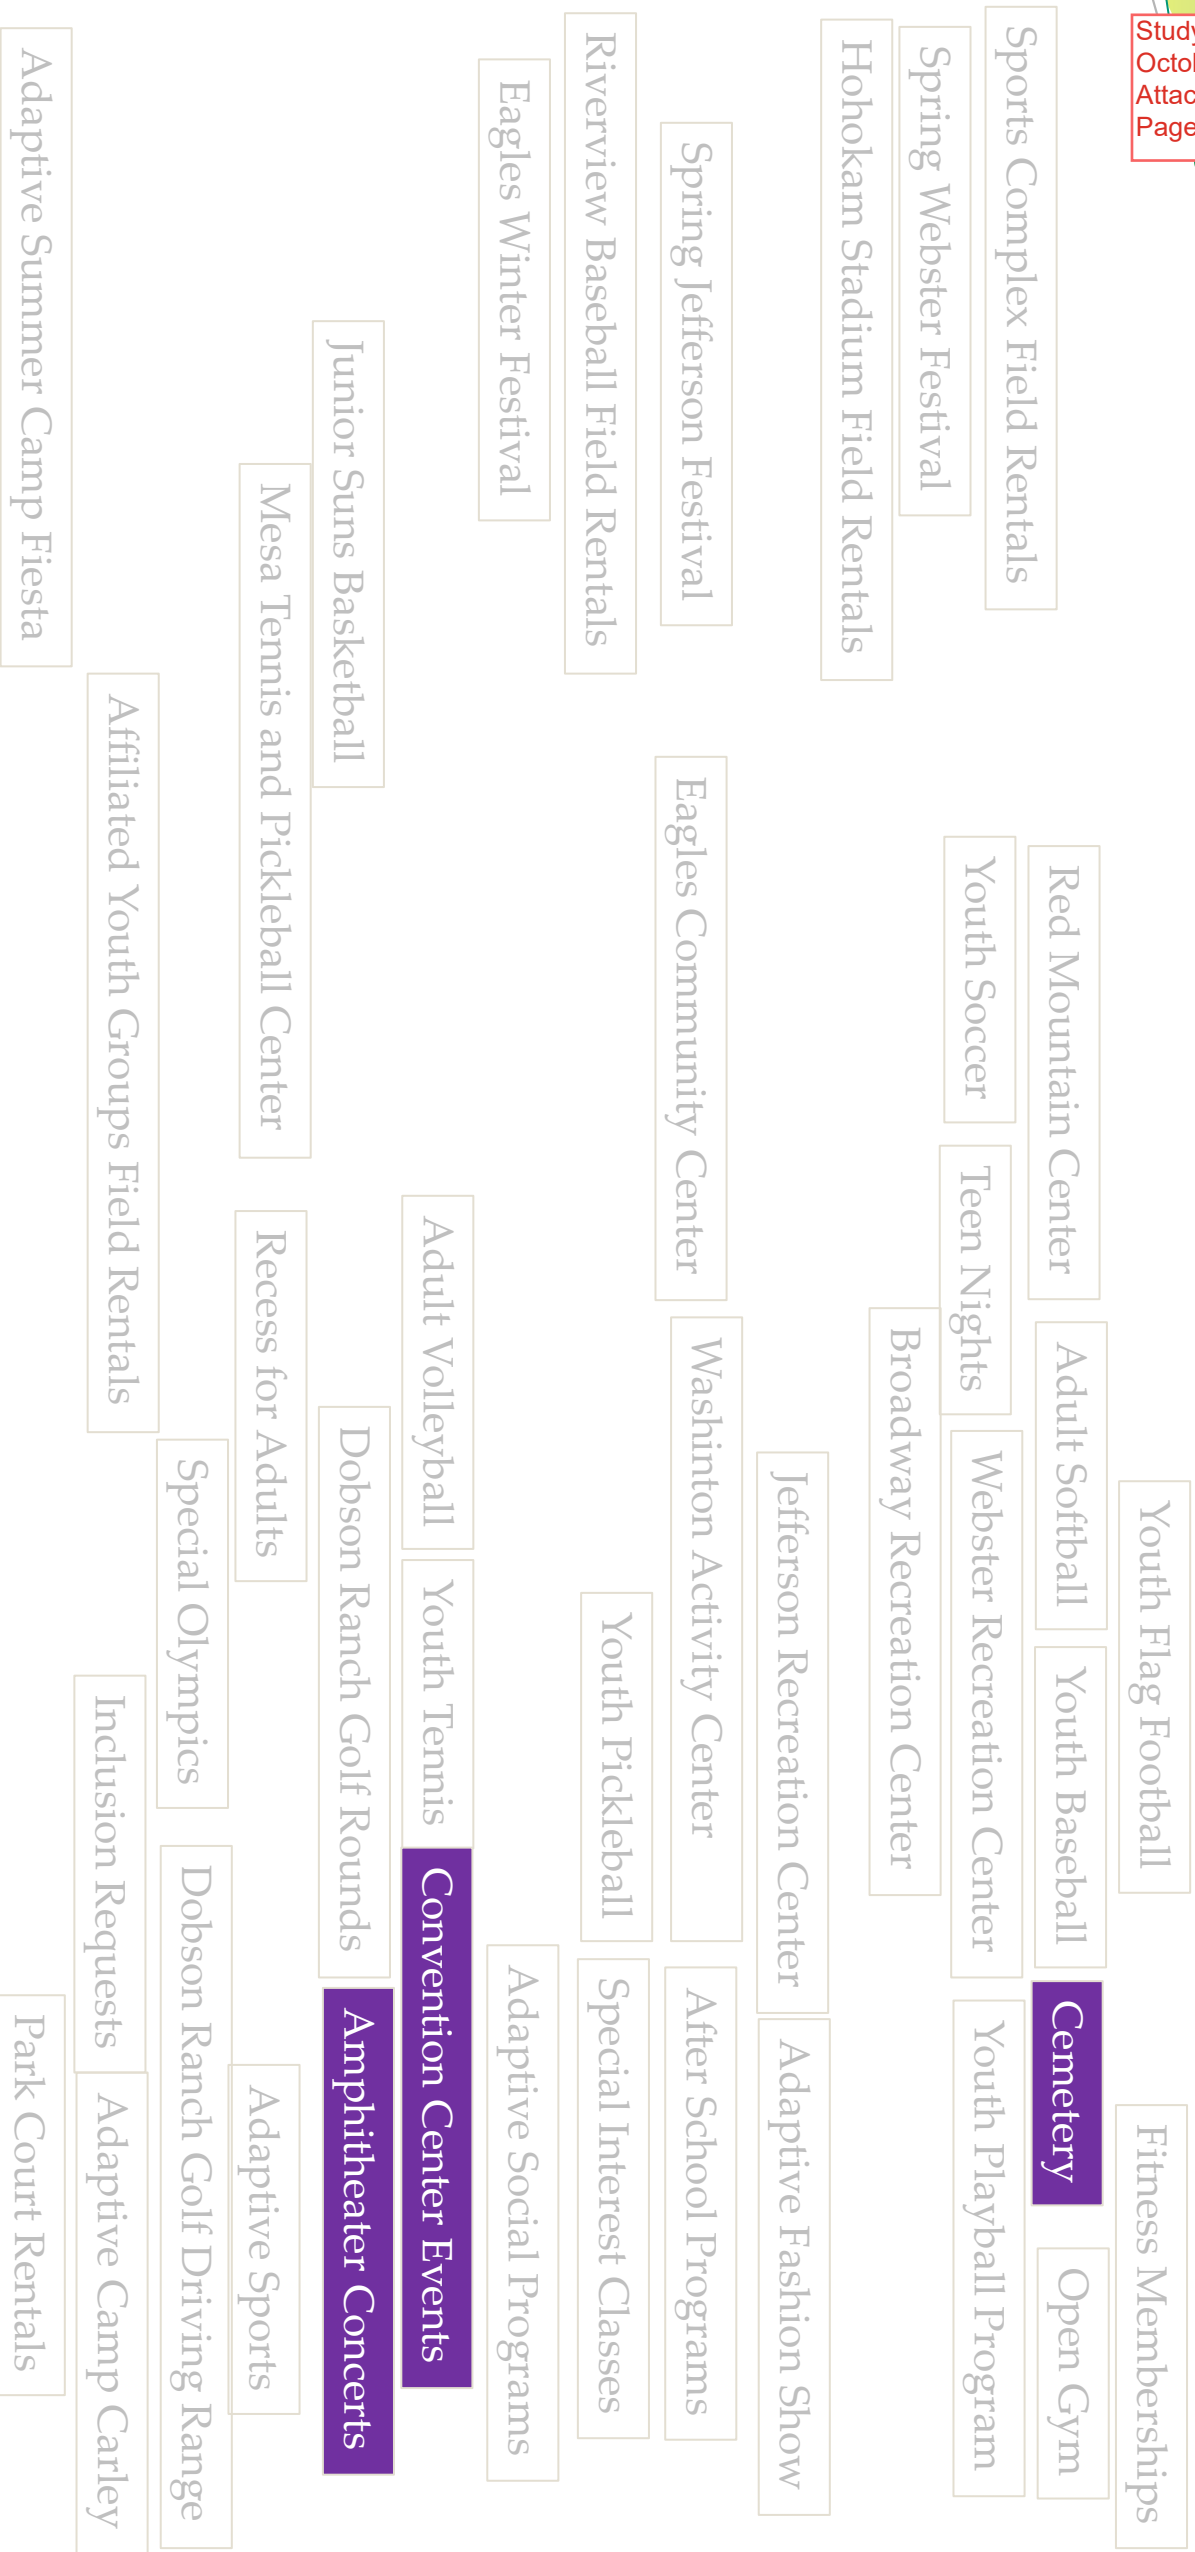 Study
Octo
Attac
Page
Sports Complex Field Rentals
Spring Webster Festival
Hohokam Stadium Field Rentals
Spring Jefferson Festival
Riverview Baseball Field Rentals
Eagles Winter Festival
Junior Suns Basketball
Mesa Tennis and Pickleball Center
Adaptive Summer Camp Fiesta
Affiliated Youth Groups Field Rentals
Red Mountain Center
Youth Soccer
Teen Nights
Eagles Community Center
Adult Volleyball
Recess for Adults
Youth Flag Football
Adult Softball
Youth Baseball
Webster Recreation Center
Broadway Recreation Center
Jefferson Recreation Center
Washinton Activity Center
Youth Pickleball
Youth Tennis
Dobson Ranch Golf Rounds
Special Olympics
Inclusion Requests
Fitness Memberships
Cemetery
Open Gym
Youth Playball Program
Adaptive Fashion Show
After School Programs
Special Interest Classes
Adaptive Social Programs
Convention Center Events
Amphitheater Concerts
Adaptive Sports
Dobson Ranch Golf Driving Range
Adaptive Camp Carley
Park Court Rentals